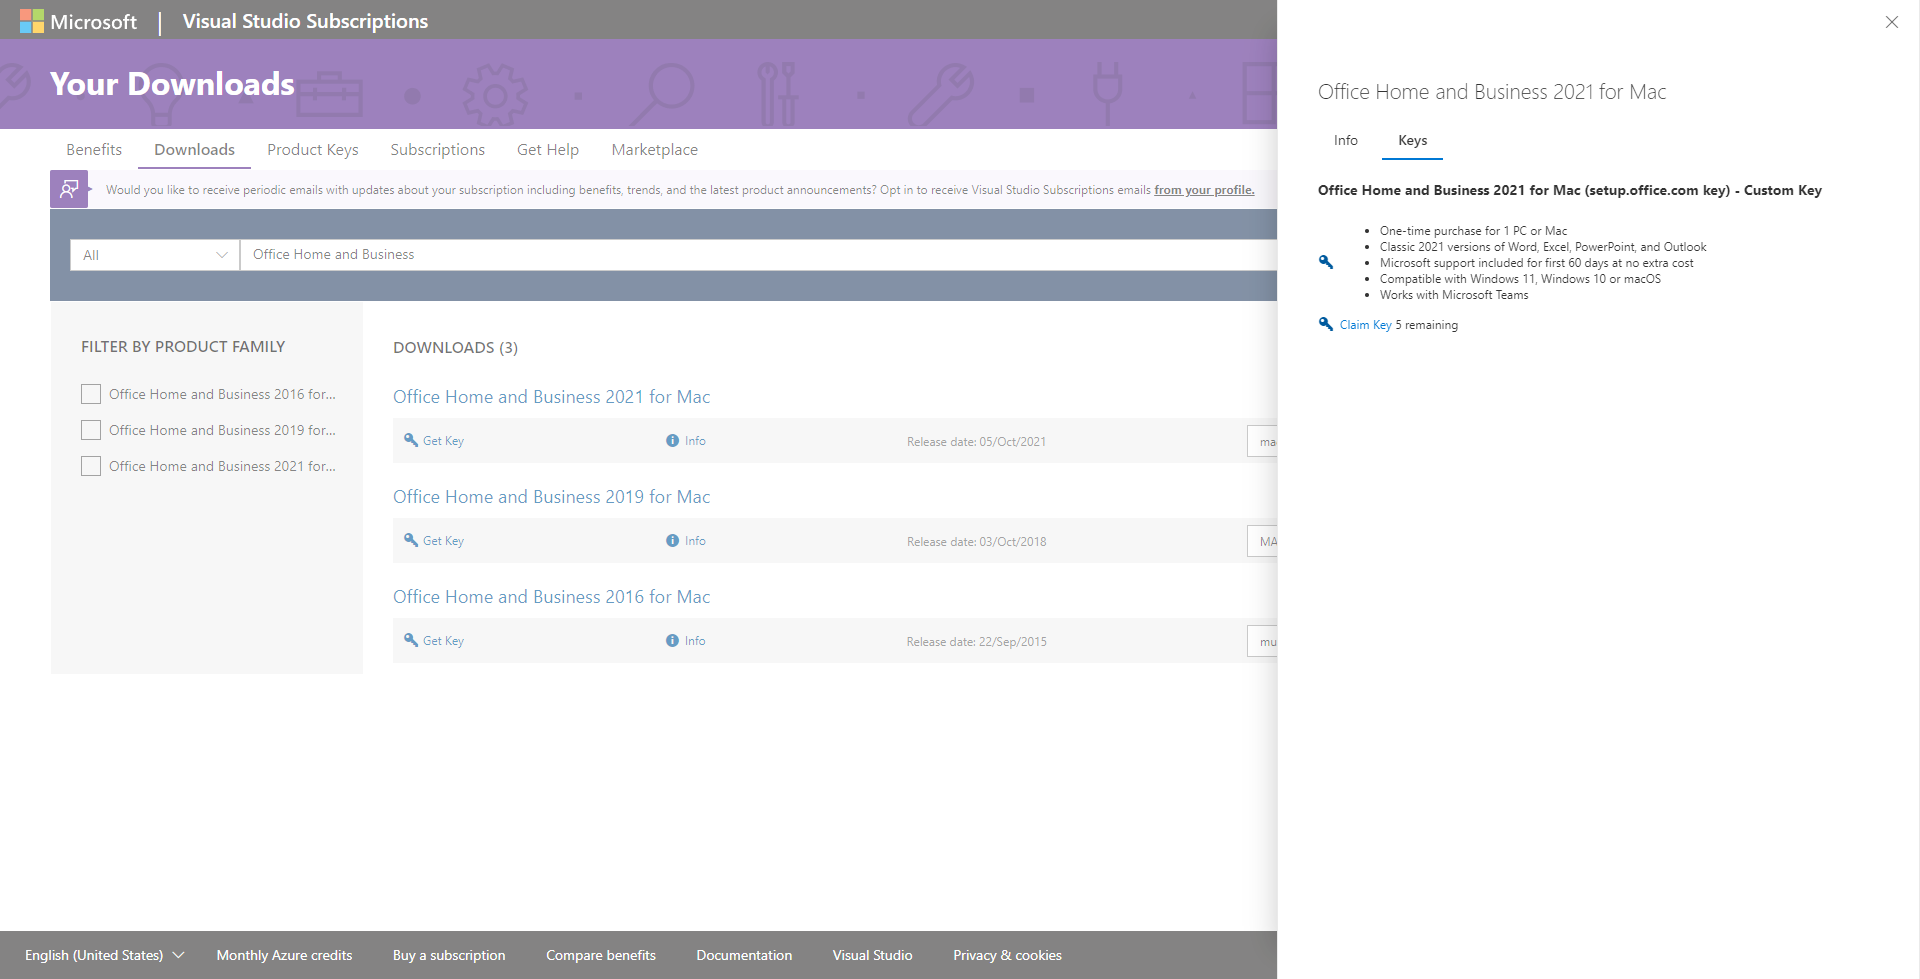 Microsoft | Visual Studio Subscriptions
Your Downloads
Benefits Downloads Product Keys Subscriptions Get Help Marketplace
Would you like to receive periodic emails with updates about your subscription including benefits, trends, and the latest product announcements? Opt in to receive Visual Studio Subscriptions emails from your profile.
All Office Home and Business
FILTER BY PRODUCT FAMILY
Office Home and Business 2016 for...
Office Home and Business 2019 for...
Office Home and Business 2021 for...
DOWNLOADS (3)
Office Home and Business 2021 for Mac
Get Key Info Release date: 05/Oct/2021 ma
Office Home and Business 2019 for Mac
Get Key Info Release date: 03/Oct/2018 MA
Office Home and Business 2016 for Mac
Get Key Info Release date: 22/Sep/2015 mu
Office Home and Business 2021 for Mac
Info Keys
Office Home and Business 2021 for Mac (setup.office.com key) - Custom Key
• One-time purchase for 1 PC or Mac
• Classic 2021 versions of Word, Excel, PowerPoint, and Outlook
• Microsoft support included for first 60 days at no extra cost
• Compatible with Windows 11, Windows 10 or macOS
• Works with Microsoft Teams
Claim Key 5 remaining
English (United States) Monthly Azure credits Buy a subscription Compare benefits Documentation Visual Studio Privacy & cookies